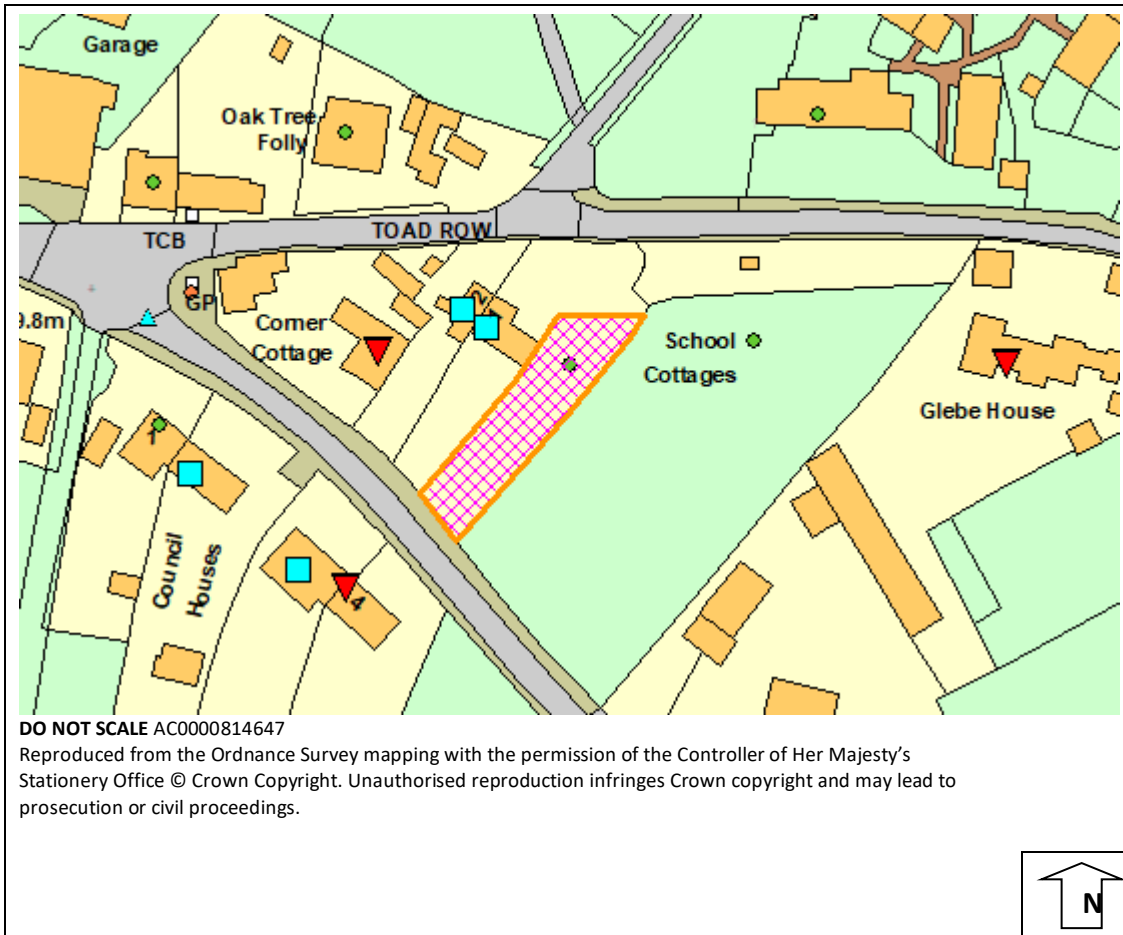 Garage
Oak Tree
Folly
TOAD ROW
TCB
GP
9.8m
Corner
Cottage
2
School
Cottages
Glebe House
1
Council
Houses
4
DO NOT SCALE AC0000814647
Reproduced from the Ordnance Survey mapping with the permission of the Controller of Her Majesty's
Stationery Office © Crown Copyright. Unauthorised reproduction infringes Crown copyright and may lead to
prosecution or civil proceedings.
N